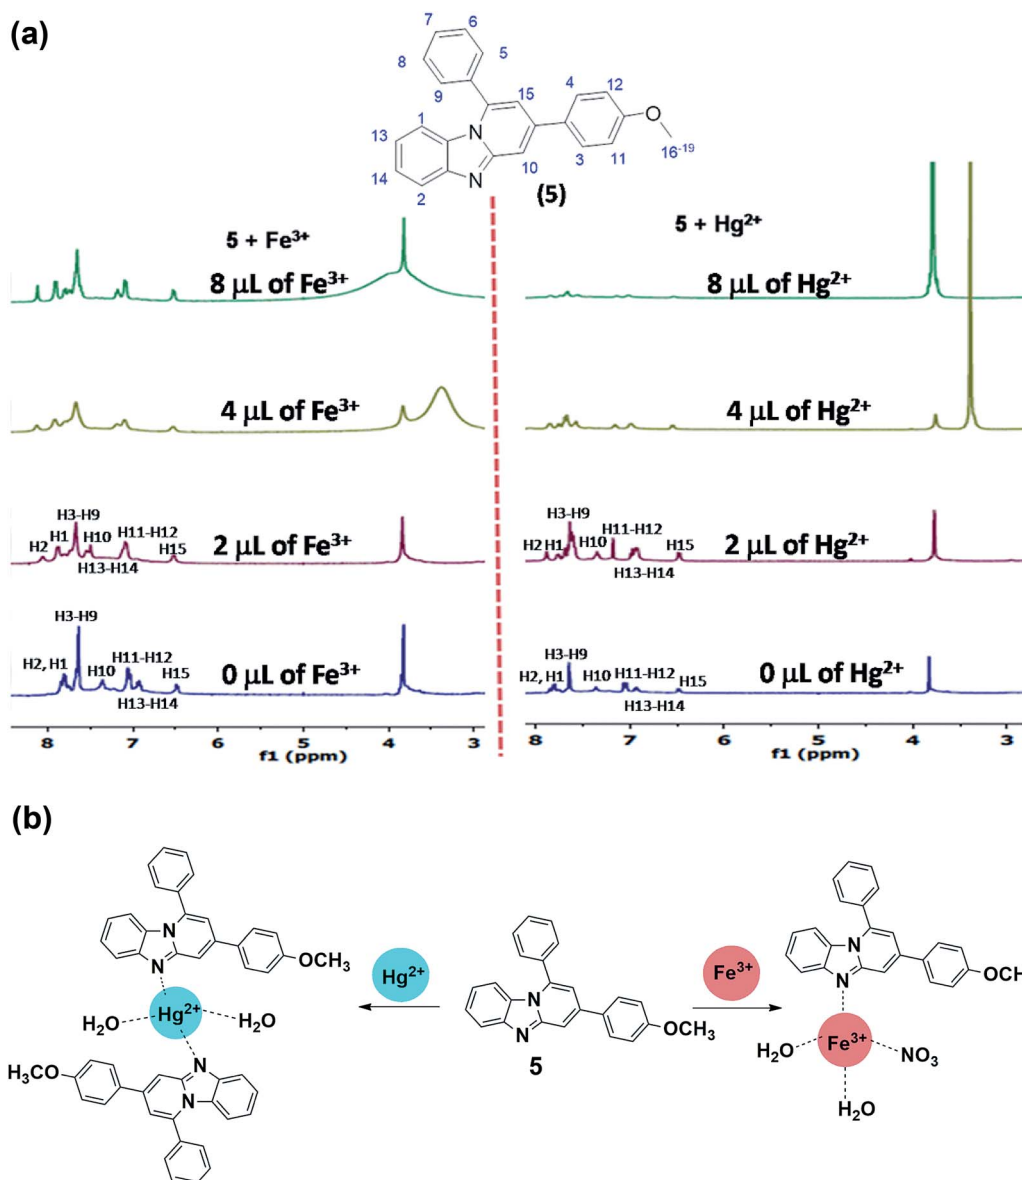 (a)
7
6
8
5
9
15
4
12
O
1
N
16-19
13
10
3
11
14
N
2
(5)
5 + Fe3+
8 µL of Fe3+
4 µL of Fe3+
H3-H9
H1
H2
H10
H11-H12
H15
H13-H14
2 µL of Fe3+
H3-H9
H2, H1
H10
H11-H12
H15
H13-H14
0 µL of Fe3+
8 7 6 5 4 3
f1 (ppm)
5 + Hg2+
8 µL of Hg2+
4 µL of Hg2+
H3-H9
H11-H12
H2 H1
H10
H15
H13-H14
2 µL of Hg2+
H3-H9
H2, H1
H10
H11-H12
H15
H13-H14
0 µL of Hg2+
8 7 6 5 4 3
f1 (ppm)
(b)
N
N
OCH3
Hg2+
H2O
H2O
N
N
H3CO
Hg2+
N
N
OCH3
5
Fe3+
N
N
OCH
Fe3+
H2O
NO3
H2O